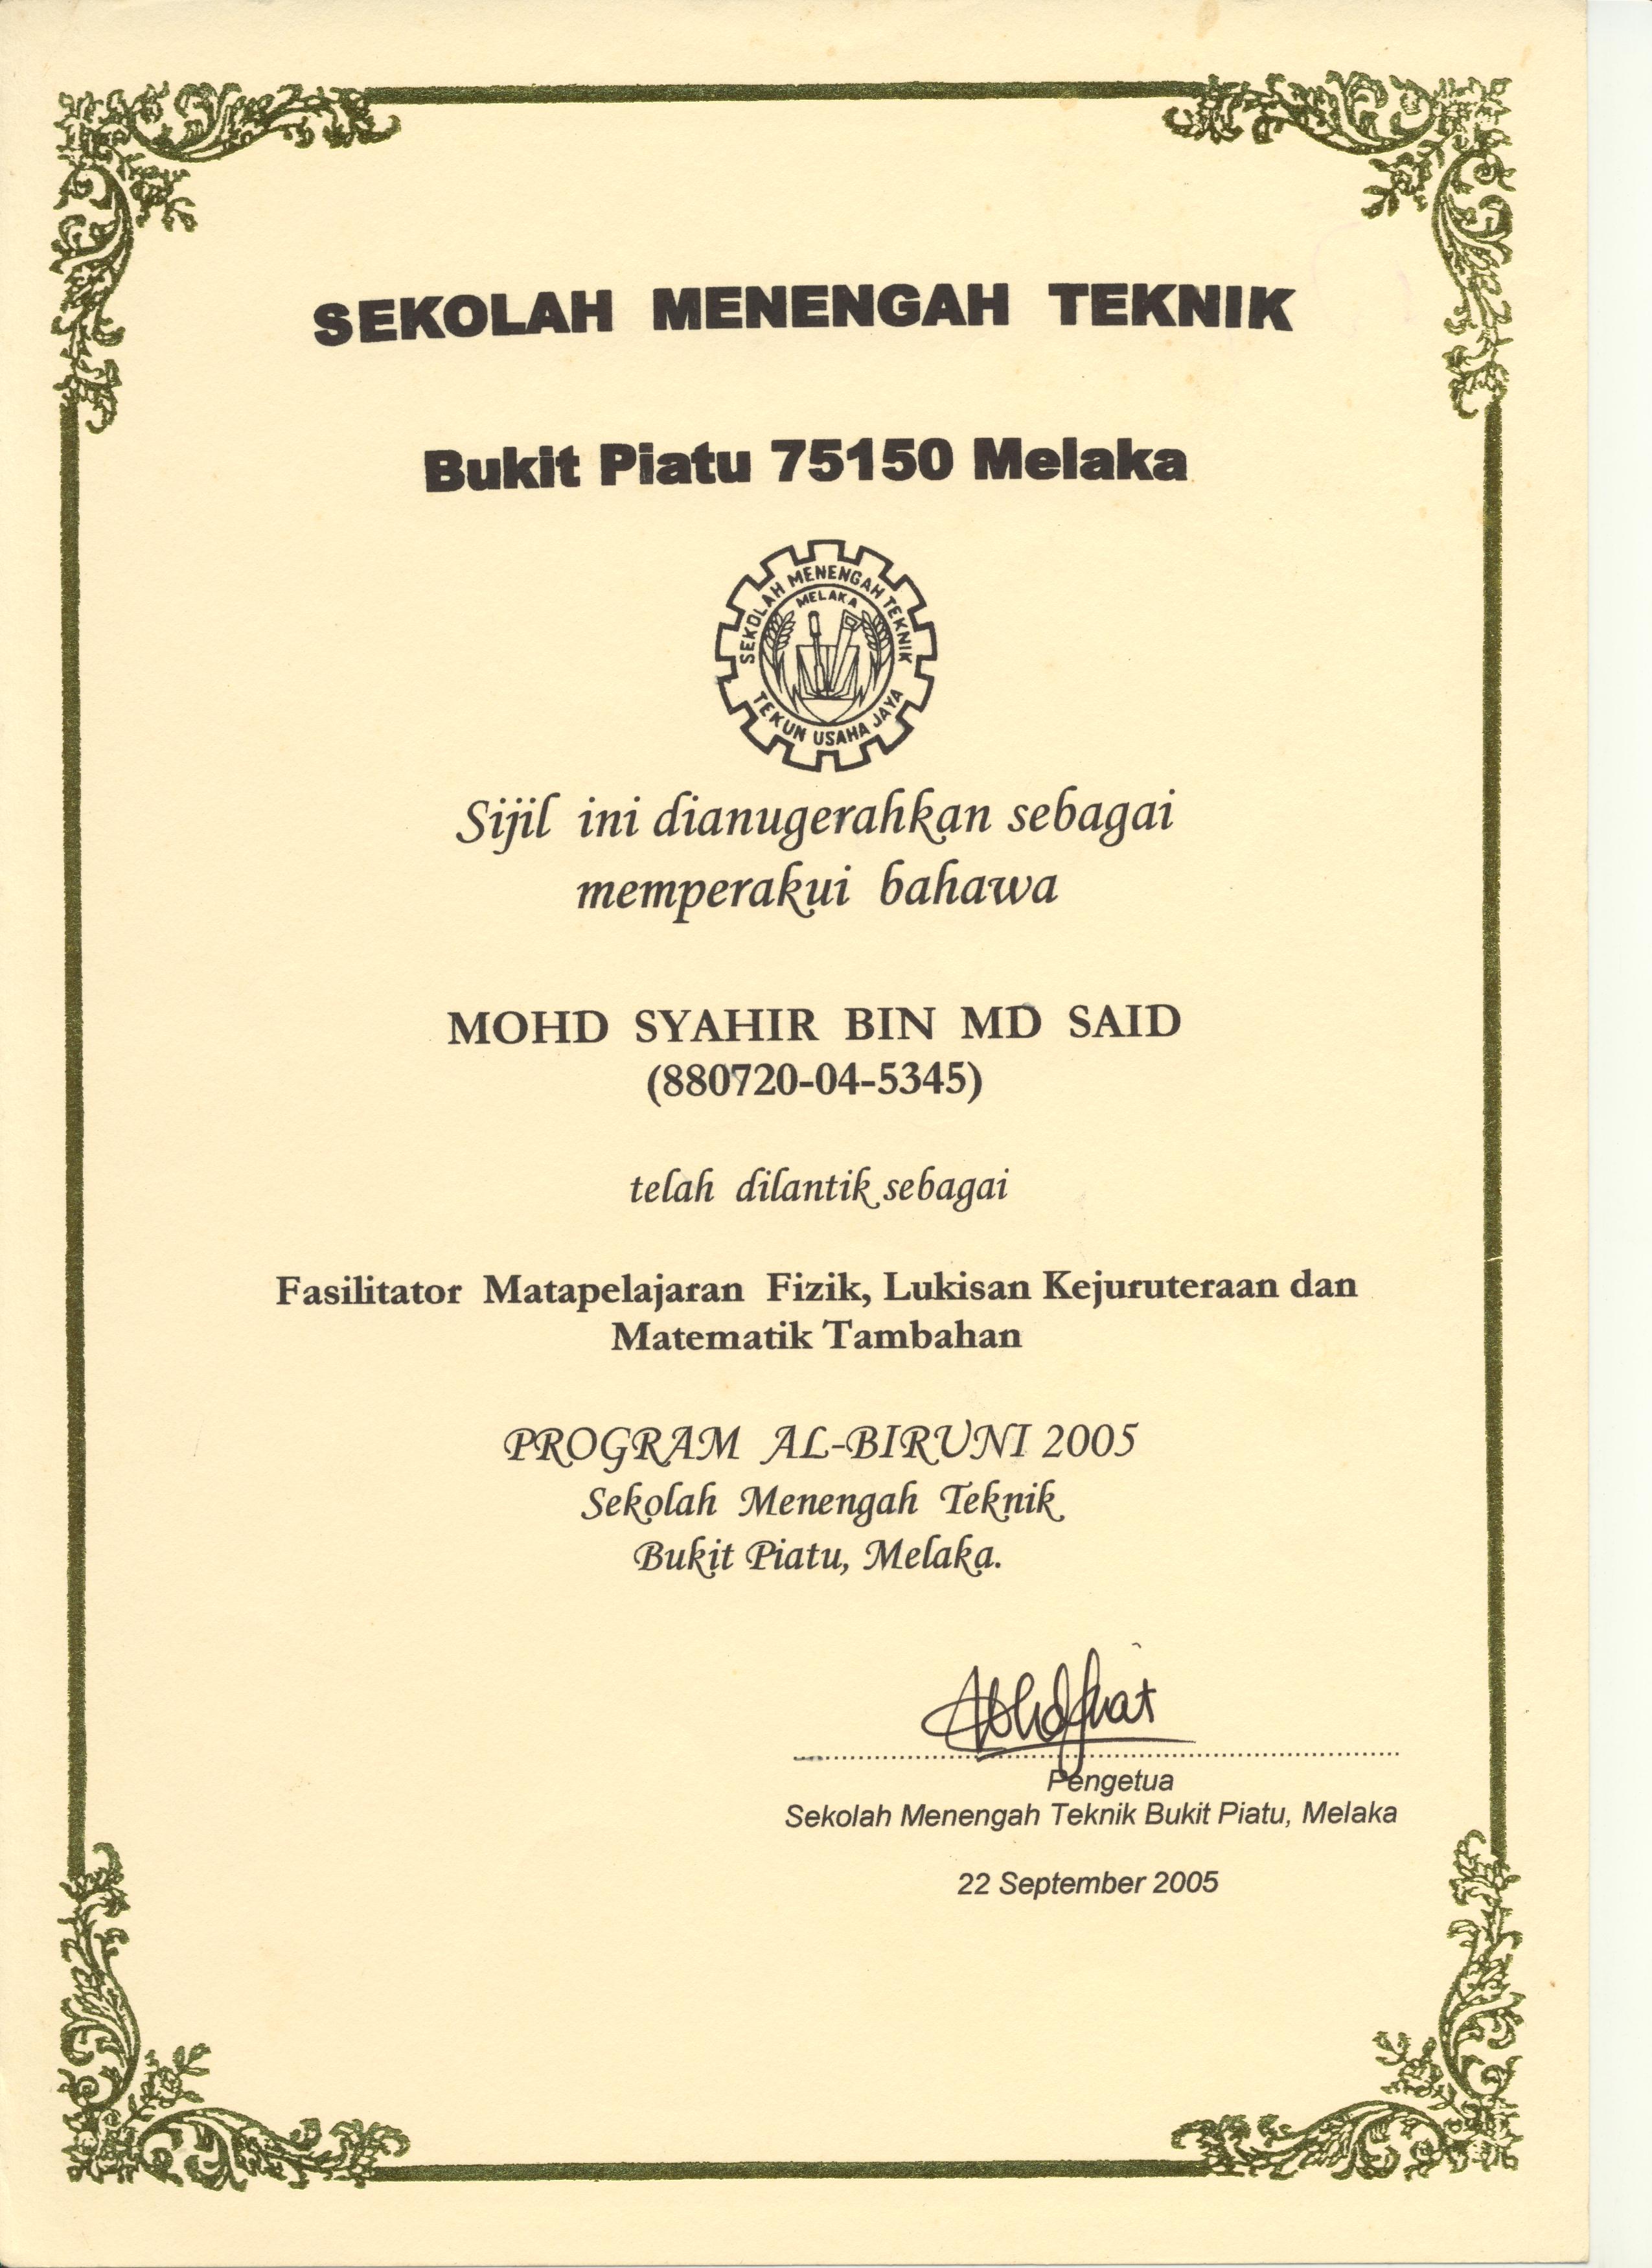 SEKOLAH MENENGAH TEKNIK
Bukit Piatu 75150 Melaka
SEKOLAH MENENGAH TEKNIK
MELAKA
TEKUN USAHA JAYA
Sijil ini dianugerahkan sebagai
memperakui bahawa
MOHD SYAHIR BIN MD SAID
(880720-04-5345)
telah dilantik sebagai
Fasilitator Matapelajaran Fizik, Lukisan Kejuruteraan dan
Matematik Tambahan
PROGRAM AL-BIRUNI 2005
Sekolah Menengah Teknik
Bukit Piatu, Melaka.
Pengetua
Sekolah Menengah Teknik Bukit Piatu, Melaka
22 September 2005